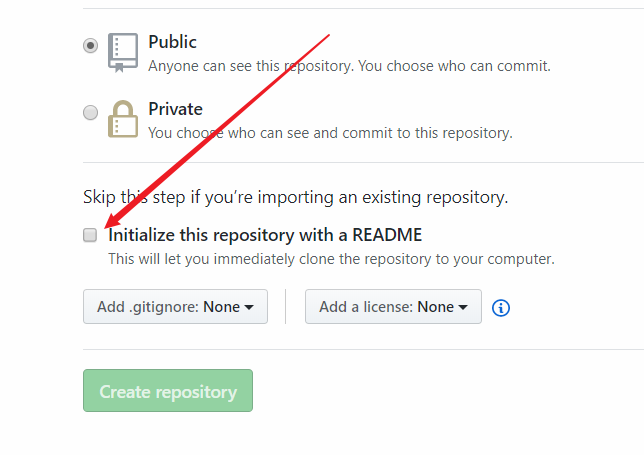 Public
Anyone can see this repository. You choose who can commit.
Private
You choose who can see and commit to this repository.
Skip this step if you’re importing an existing repository.
Initialize this repository with a README
This will let you immediately clone the repository to your computer.
Add .gitignore: None Add a license: None
Create repository